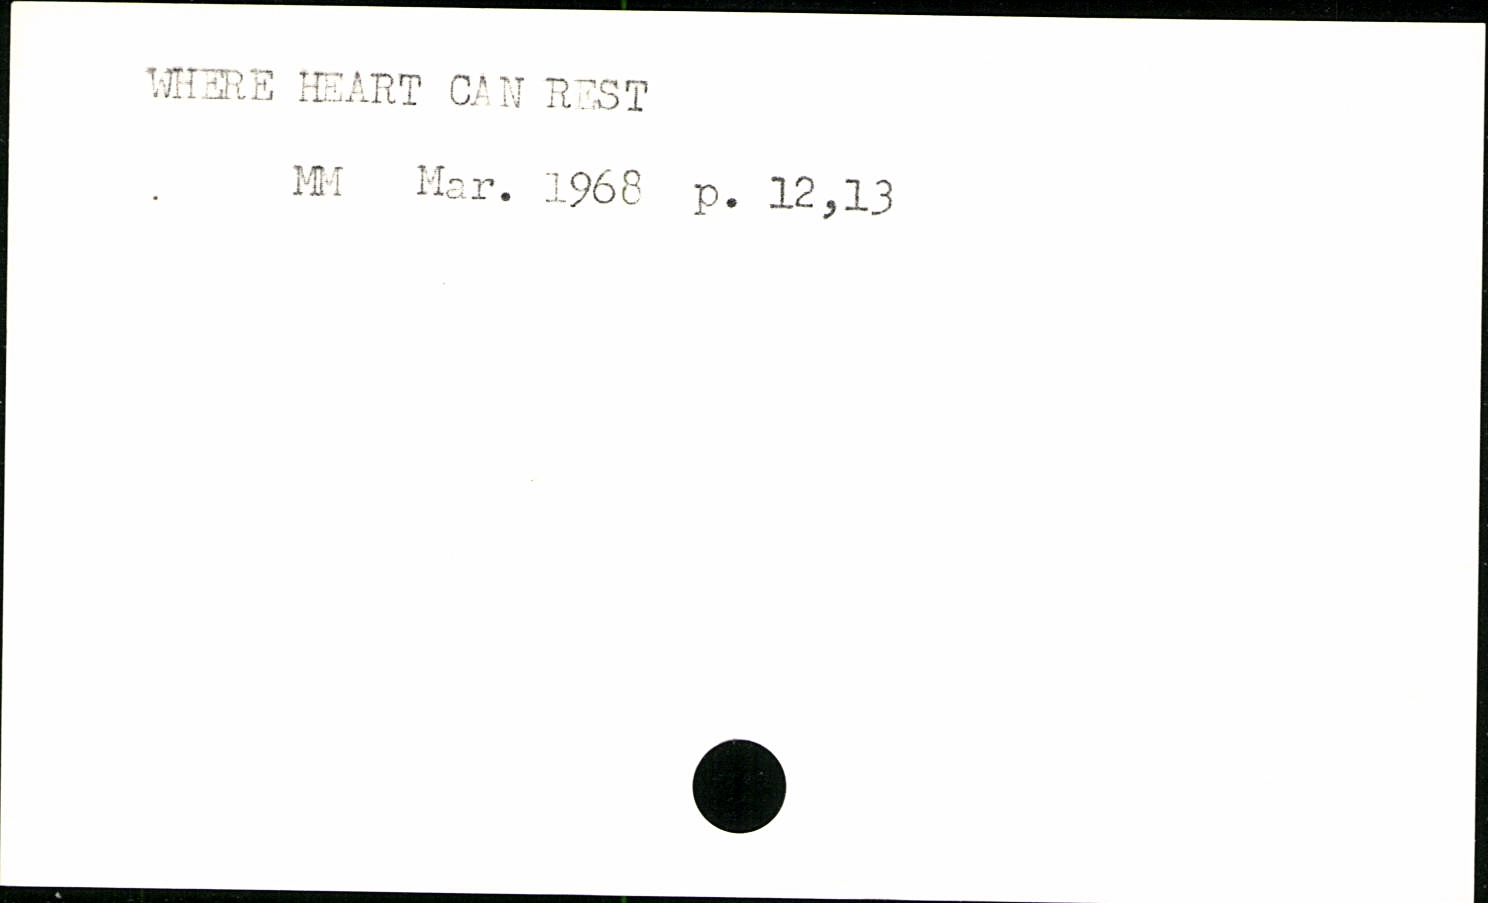 WHERE HEART CAN REST
MM Mar. 1968 p. 12,13